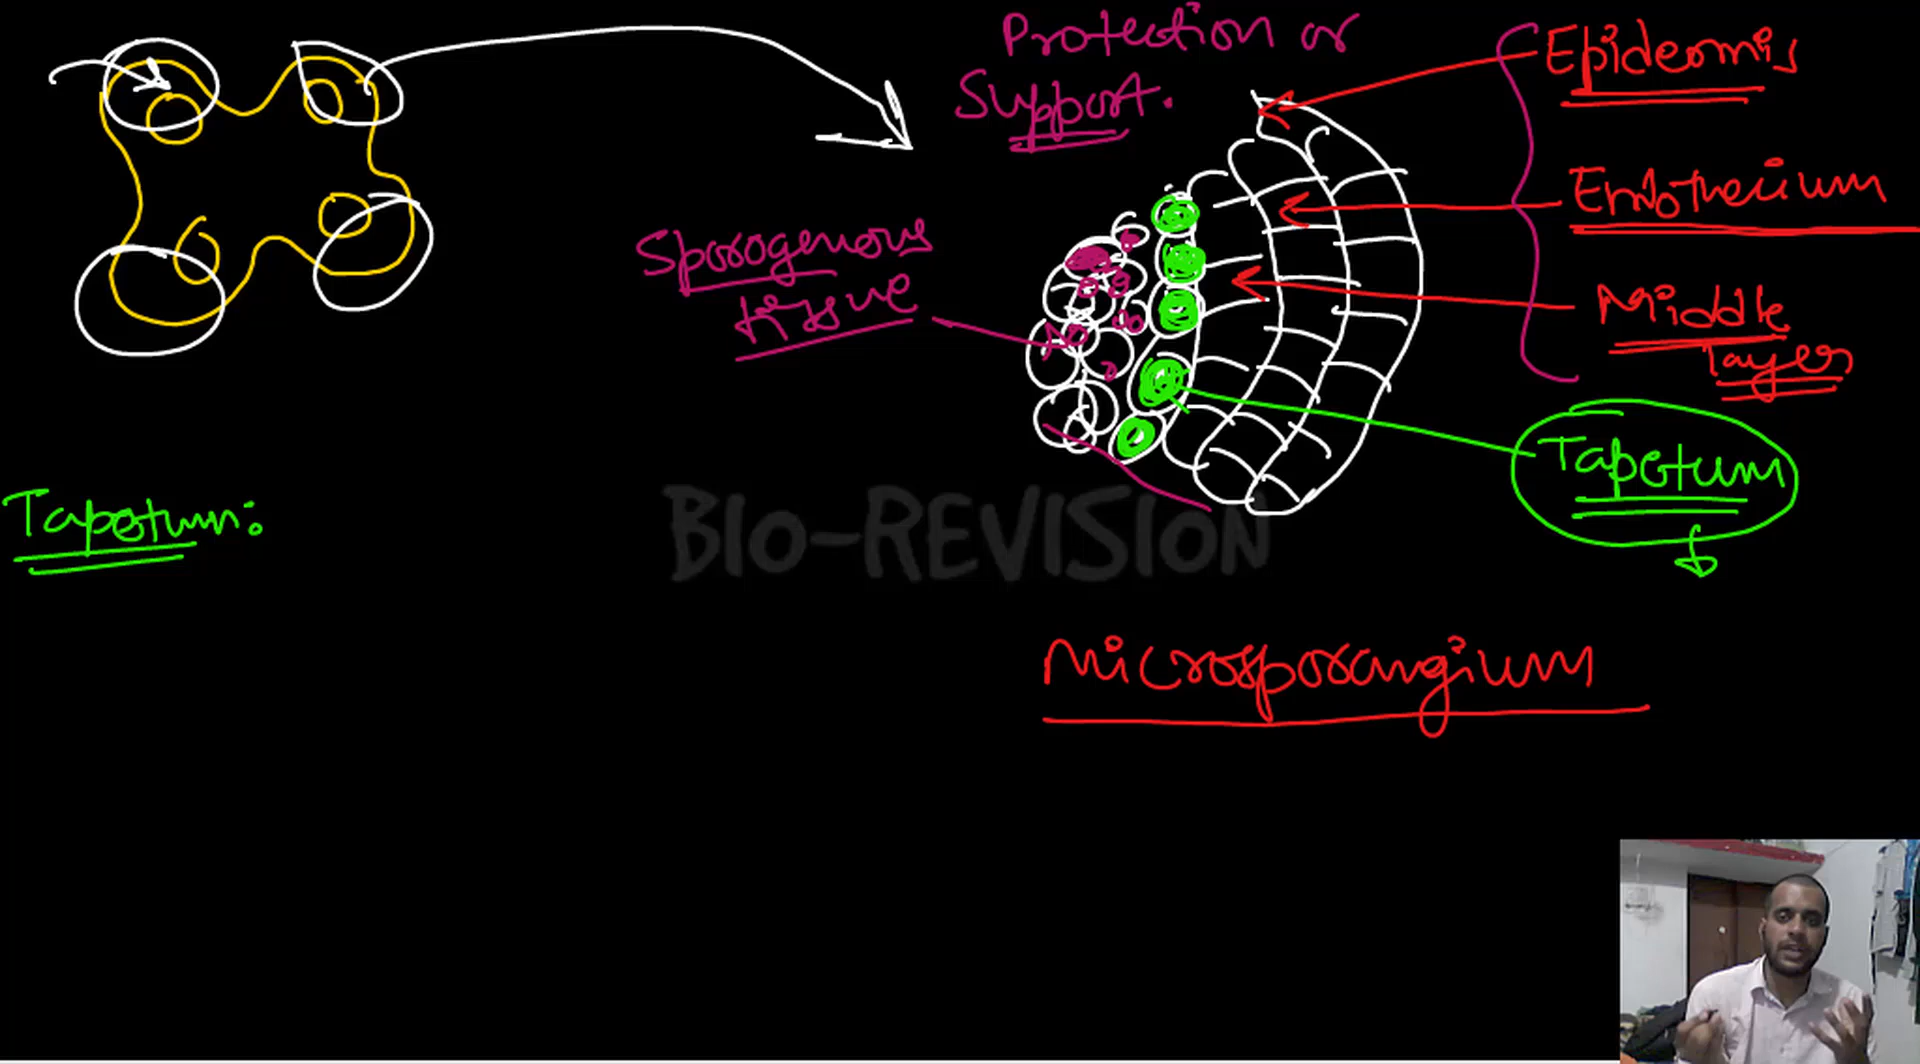 Protection or
Support.
Epidermis
Endothecium
Sporogenous
tissue
Middle
layer
Tapetum
Tapetum:
BIO-REVISION
Microsporangium